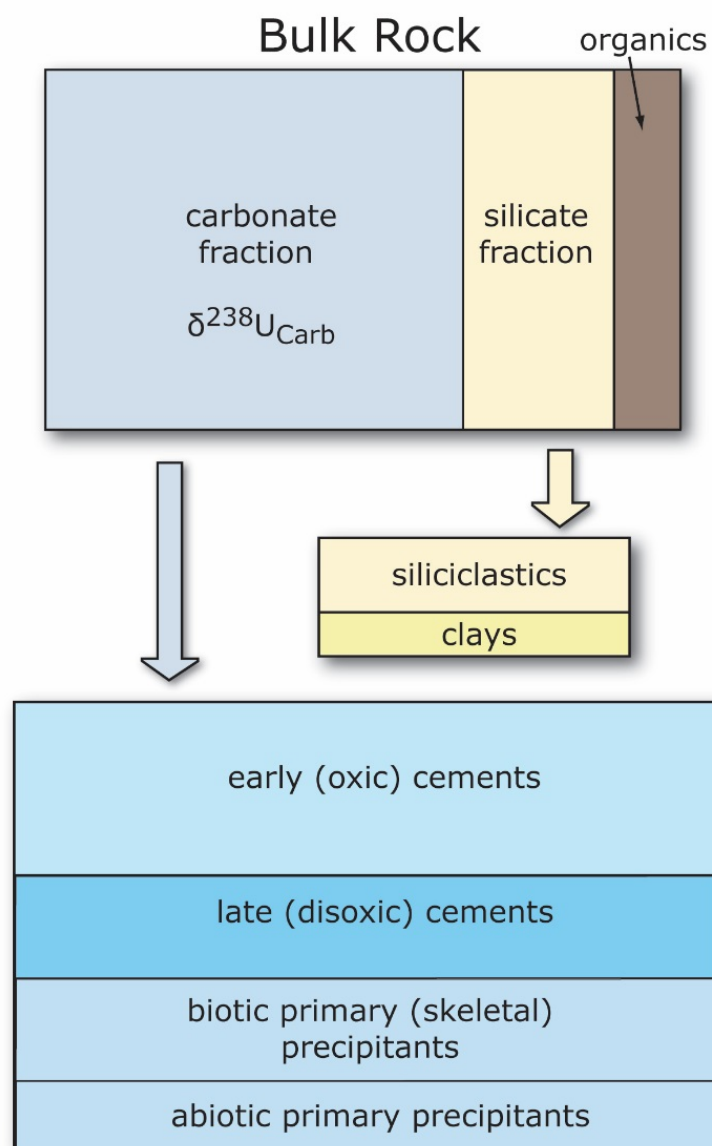 Bulk Rock
organics
carbonate
fraction
δ²³⁸U_Carb
silicate
fraction
siliciclastics
clays
early (oxic) cements
late (disoxic) cements
biotic primary (skeletal)
precipitants
abiotic primary precipitants